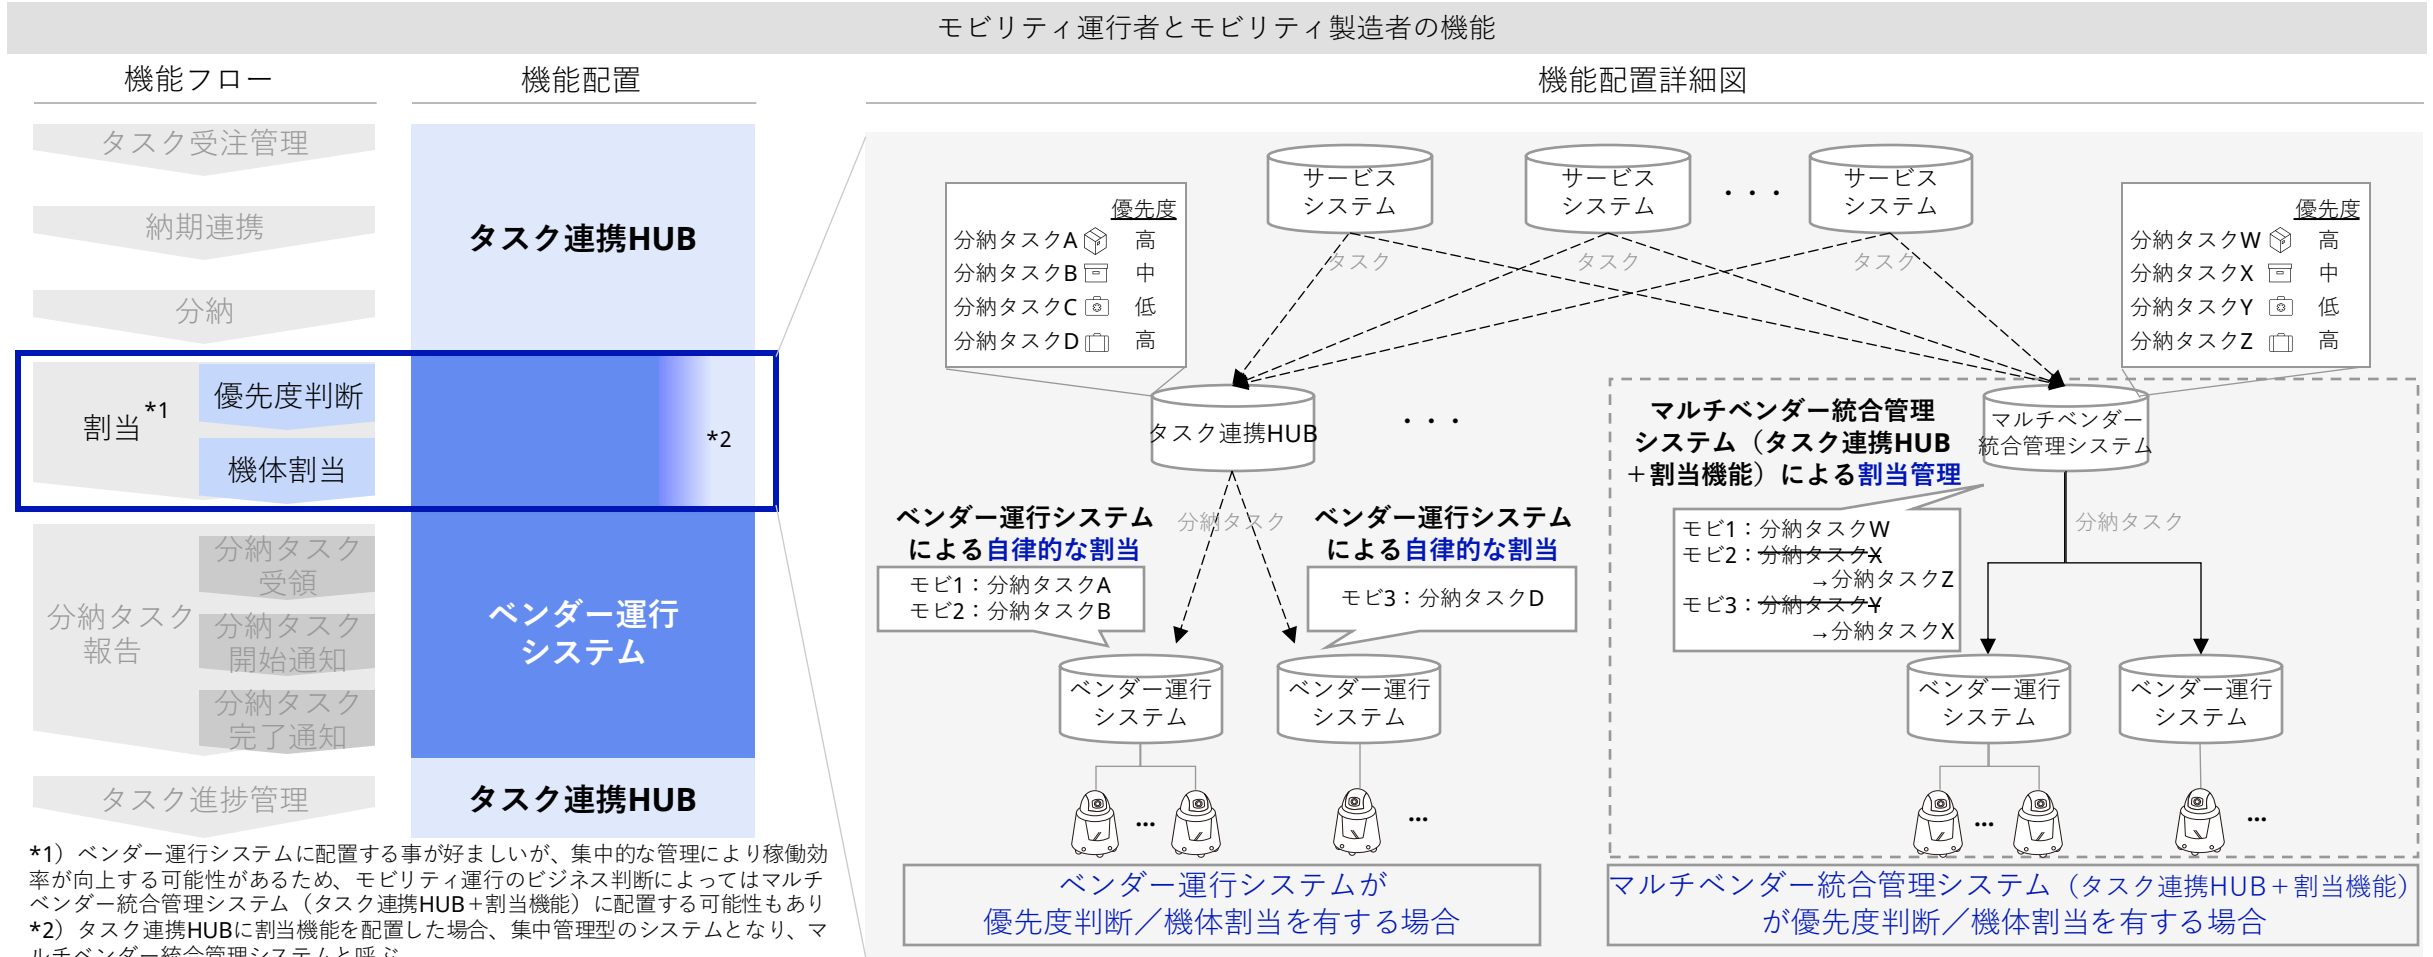 モビリティ運行者とモビリティ製造者の機能
機能フロー
機能配置
機能配置詳細図
タスク受注管理
納期連携
分納
割当*1
優先度判断
機体割当
分納タスク
報告
分納タスク
受領
分納タスク
開始通知
分納タスク
完了通知
タスク進捗管理
タスク連携HUB
*2
ベンダー運行
システム
タスク連携HUB
*1）ベンダー運行システムに配置する事が好ましいが、集中的な管理により稼働効
率が向上する可能性があるため、モビリティ運行のビジネス判断によってはマルチ
ベンダー統合管理システム（タスク連携HUB＋割当機能）に配置する可能性もあり
*2）タスク連携HUBに割当機能を配置した場合、集中管理型のシステムとなり、マ
ルチベンダー統合管理システムと呼ぶ
サービス
システム
サービス
システム
・・・
サービス
システム
タスク
タスク
タスク
優先度
分納タスクA 高
分納タスクB 中
分納タスクC 低
分納タスクD 高
優先度
分納タスクW 高
分納タスクX 中
分納タスクY 低
分納タスクZ 高
タスク連携HUB
・・・
マルチベンダー統合管理
システム（タスク連携HUB
＋割当機能）による割当管理
マルチベンダー
統合管理システム
ベンダー運行システム
による自律的な割当
分納タスク
ベンダー運行システム
による自律的な割当
分納タスク
モビ1：分納タスクA
モビ2：分納タスクB
モビ3：分納タスクD
モビ1：分納タスクW
モビ2：分納タスクX
→分納タスクZ
モビ3：分納タスクY
→分納タスクX
ベンダー運行
システム
ベンダー運行
システム
ベンダー運行
システム
ベンダー運行
システム
...
...
...
...
ベンダー運行システムが
優先度判断／機体割当を有する場合
マルチベンダー統合管理システム（タスク連携HUB＋割当機能）
が優先度判断／機体割当を有する場合